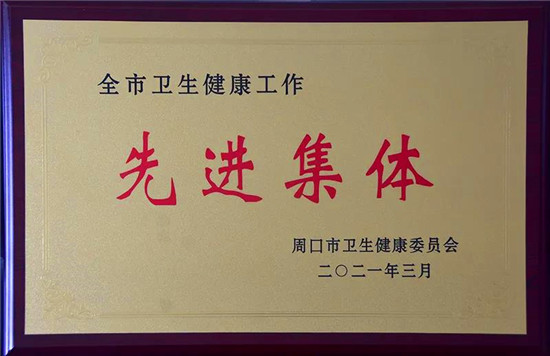 全市卫生健康工作
先进集体
周口市卫生健康委员会
二〇二一年三月